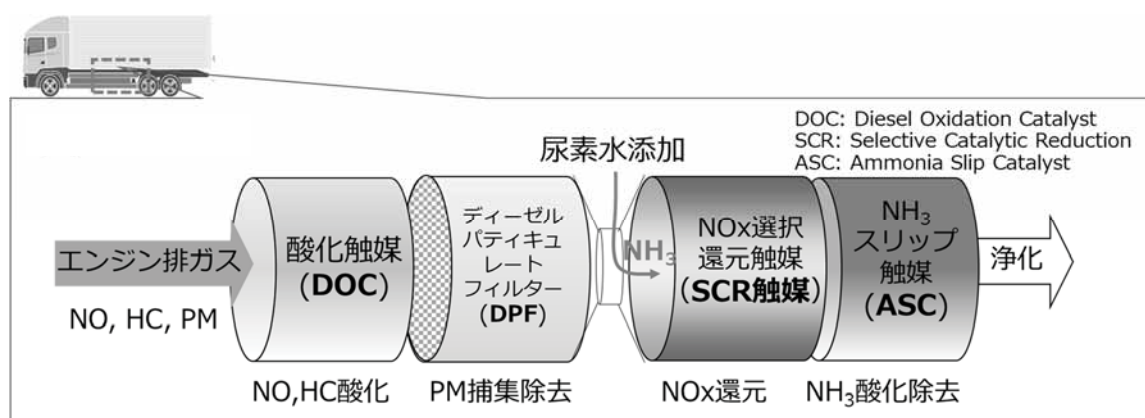 DOC: Diesel Oxidation Catalyst
SCR: Selective Catalytic Reduction
ASC: Ammonia Slip Catalyst
尿素水添加
エンジン排ガス
NO, HC, PM
酸化触媒
(DOC)
NO,HC酸化
ディーゼル
パティキュ
レート
フィルター
(DPF)
PM捕集除去
NH₃
NOx選択
還元触媒
(SCR触媒)
NOx還元
NH₃
スリップ
触媒
(ASC)
NH₃酸化除去
浄化